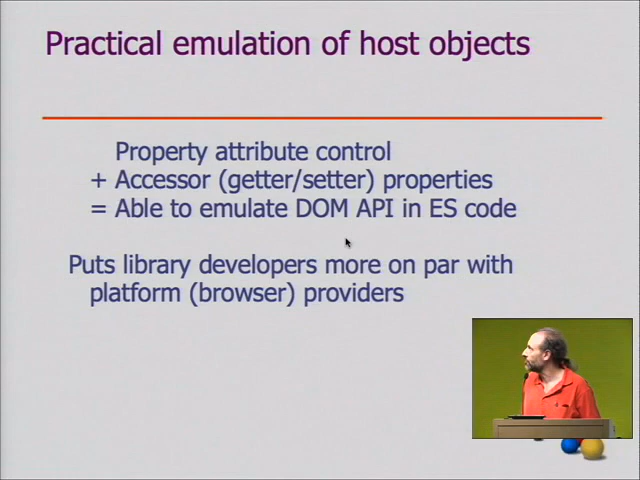 Practical emulation of host objects
Property attribute control
+ Accessor (getter/setter) properties
= Able to emulate DOM API in ES code
Puts library developers more on par with
platform (browser) providers